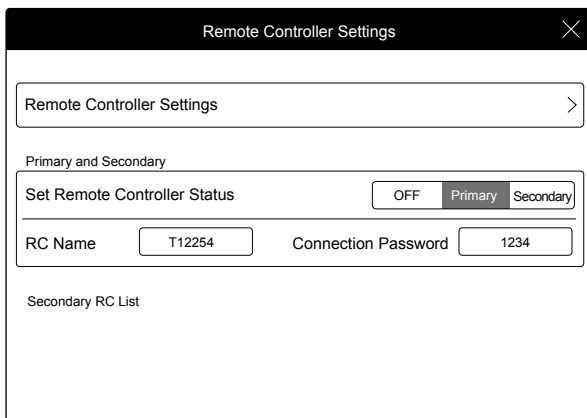 Remote Controller Settings
Remote Controller Settings
Primary and Secondary
Set Remote Controller Status OFF Primary Secondary
RC Name T12254 Connection Password 1234
Secondary RC List